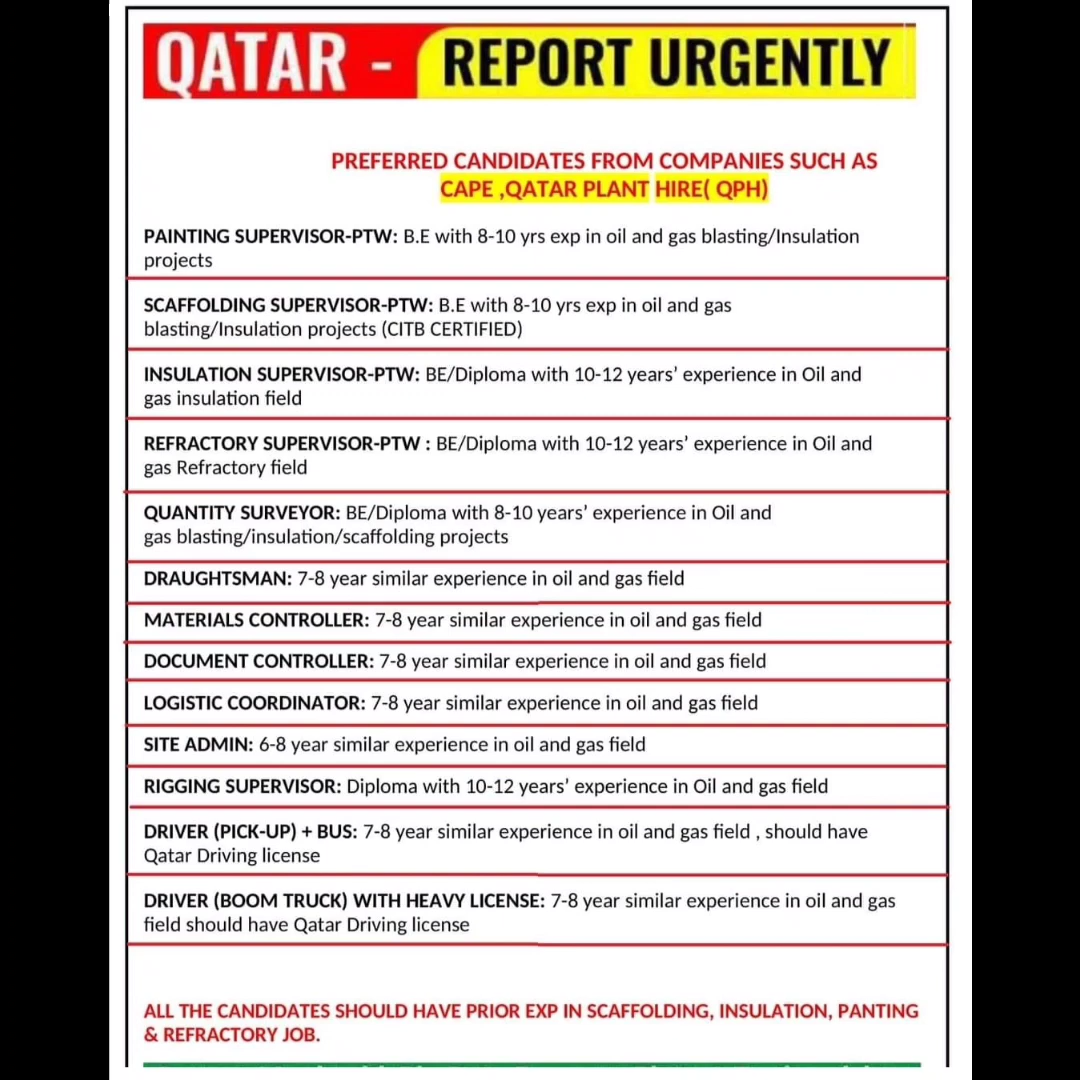 QATAR - REPORT URGENTLY
PREFERRED CANDIDATES FROM COMPANIES SUCH AS
CAPE ,QATAR PLANT HIRE( QPH)
PAINTING SUPERVISOR-PTW: B.E with 8-10 yrs exp in oil and gas blasting/Insulation
projects
SCAFFOLDING SUPERVISOR-PTW: B.E with 8-10 yrs exp in oil and gas
blasting/Insulation projects (CITB CERTIFIED)
INSULATION SUPERVISOR-PTW: BE/Diploma with 10-12 years’ experience in Oil and
gas insulation field
REFRACTORY SUPERVISOR-PTW : BE/Diploma with 10-12 years’ experience in Oil and
gas Refractory field
QUANTITY SURVEYOR: BE/Diploma with 8-10 years’ experience in Oil and
gas blasting/insulation/scaffolding projects
DRAUGHTSMAN: 7-8 year similar experience in oil and gas field
MATERIALS CONTROLLER: 7-8 year similar experience in oil and gas field
DOCUMENT CONTROLLER: 7-8 year similar experience in oil and gas field
LOGISTIC COORDINATOR: 7-8 year similar experience in oil and gas field
SITE ADMIN: 6-8 year similar experience in oil and gas field
RIGGING SUPERVISOR: Diploma with 10-12 years’ experience in Oil and gas field
DRIVER (PICK-UP) + BUS: 7-8 year similar experience in oil and gas field , should have
Qatar Driving license
DRIVER (BOOM TRUCK) WITH HEAVY LICENSE: 7-8 year similar experience in oil and gas
field should have Qatar Driving license
ALL THE CANDIDATES SHOULD HAVE PRIOR EXP IN SCAFFOLDING, INSULATION, PANTING
& REFRACTORY JOB.